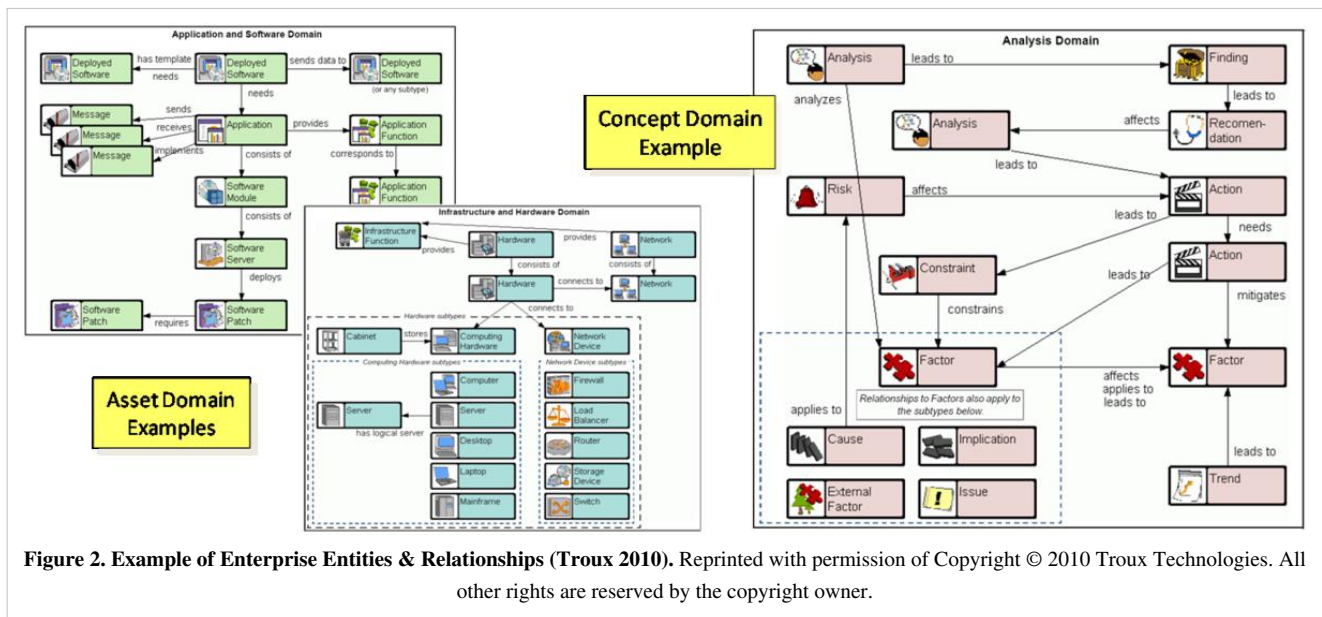 Application and Software Domain
Deployed
Software
has template
needs
Deployed
Software
sends data to
Deployed
Software
(or any subtype)
needs
Message
Message
Message
sends
receives
implements
Application
provides
Application
Function
consists of
corresponds to
Software
Module
Application
Function
consists of
Software
Server
deploys
Software
Patch
requires
Software
Patch
Asset Domain
Examples
Infrastructure and Hardware Domain
Infrastructure
Function
provides
Hardware
provides
Network
consists of
consists of
Hardware
connects to
Network
connects to
Hardware subtypes
Cabinet
stores
Computing
Hardware
Network
Device
Computing Hardware subtypes
Network Device subtypes
Computer
Firewall
Server
has logical server
Server
Load
Balancer
Desktop
Router
Laptop
Storage
Device
Mainframe
Switch
Concept Domain
Example
Analysis Domain
Analysis
leads to
Finding
analyzes
leads to
Analysis
affects
Recomen-
dation
leads to
Risk
affects
Action
leads to
needs
Constraint
leads to
Action
constrains
mitigates
Factor
affects
applies to
leads to
Factor
Relationships to Factors also apply to
the subtypes below.
applies to
Cause
Implication
leads to
External
Factor
Issue
Trend
Figure 2. Example of Enterprise Entities & Relationships (Troux 2010). Reprinted with permission of Copyright © 2010 Troux Technologies. All
other rights are reserved by the copyright owner.